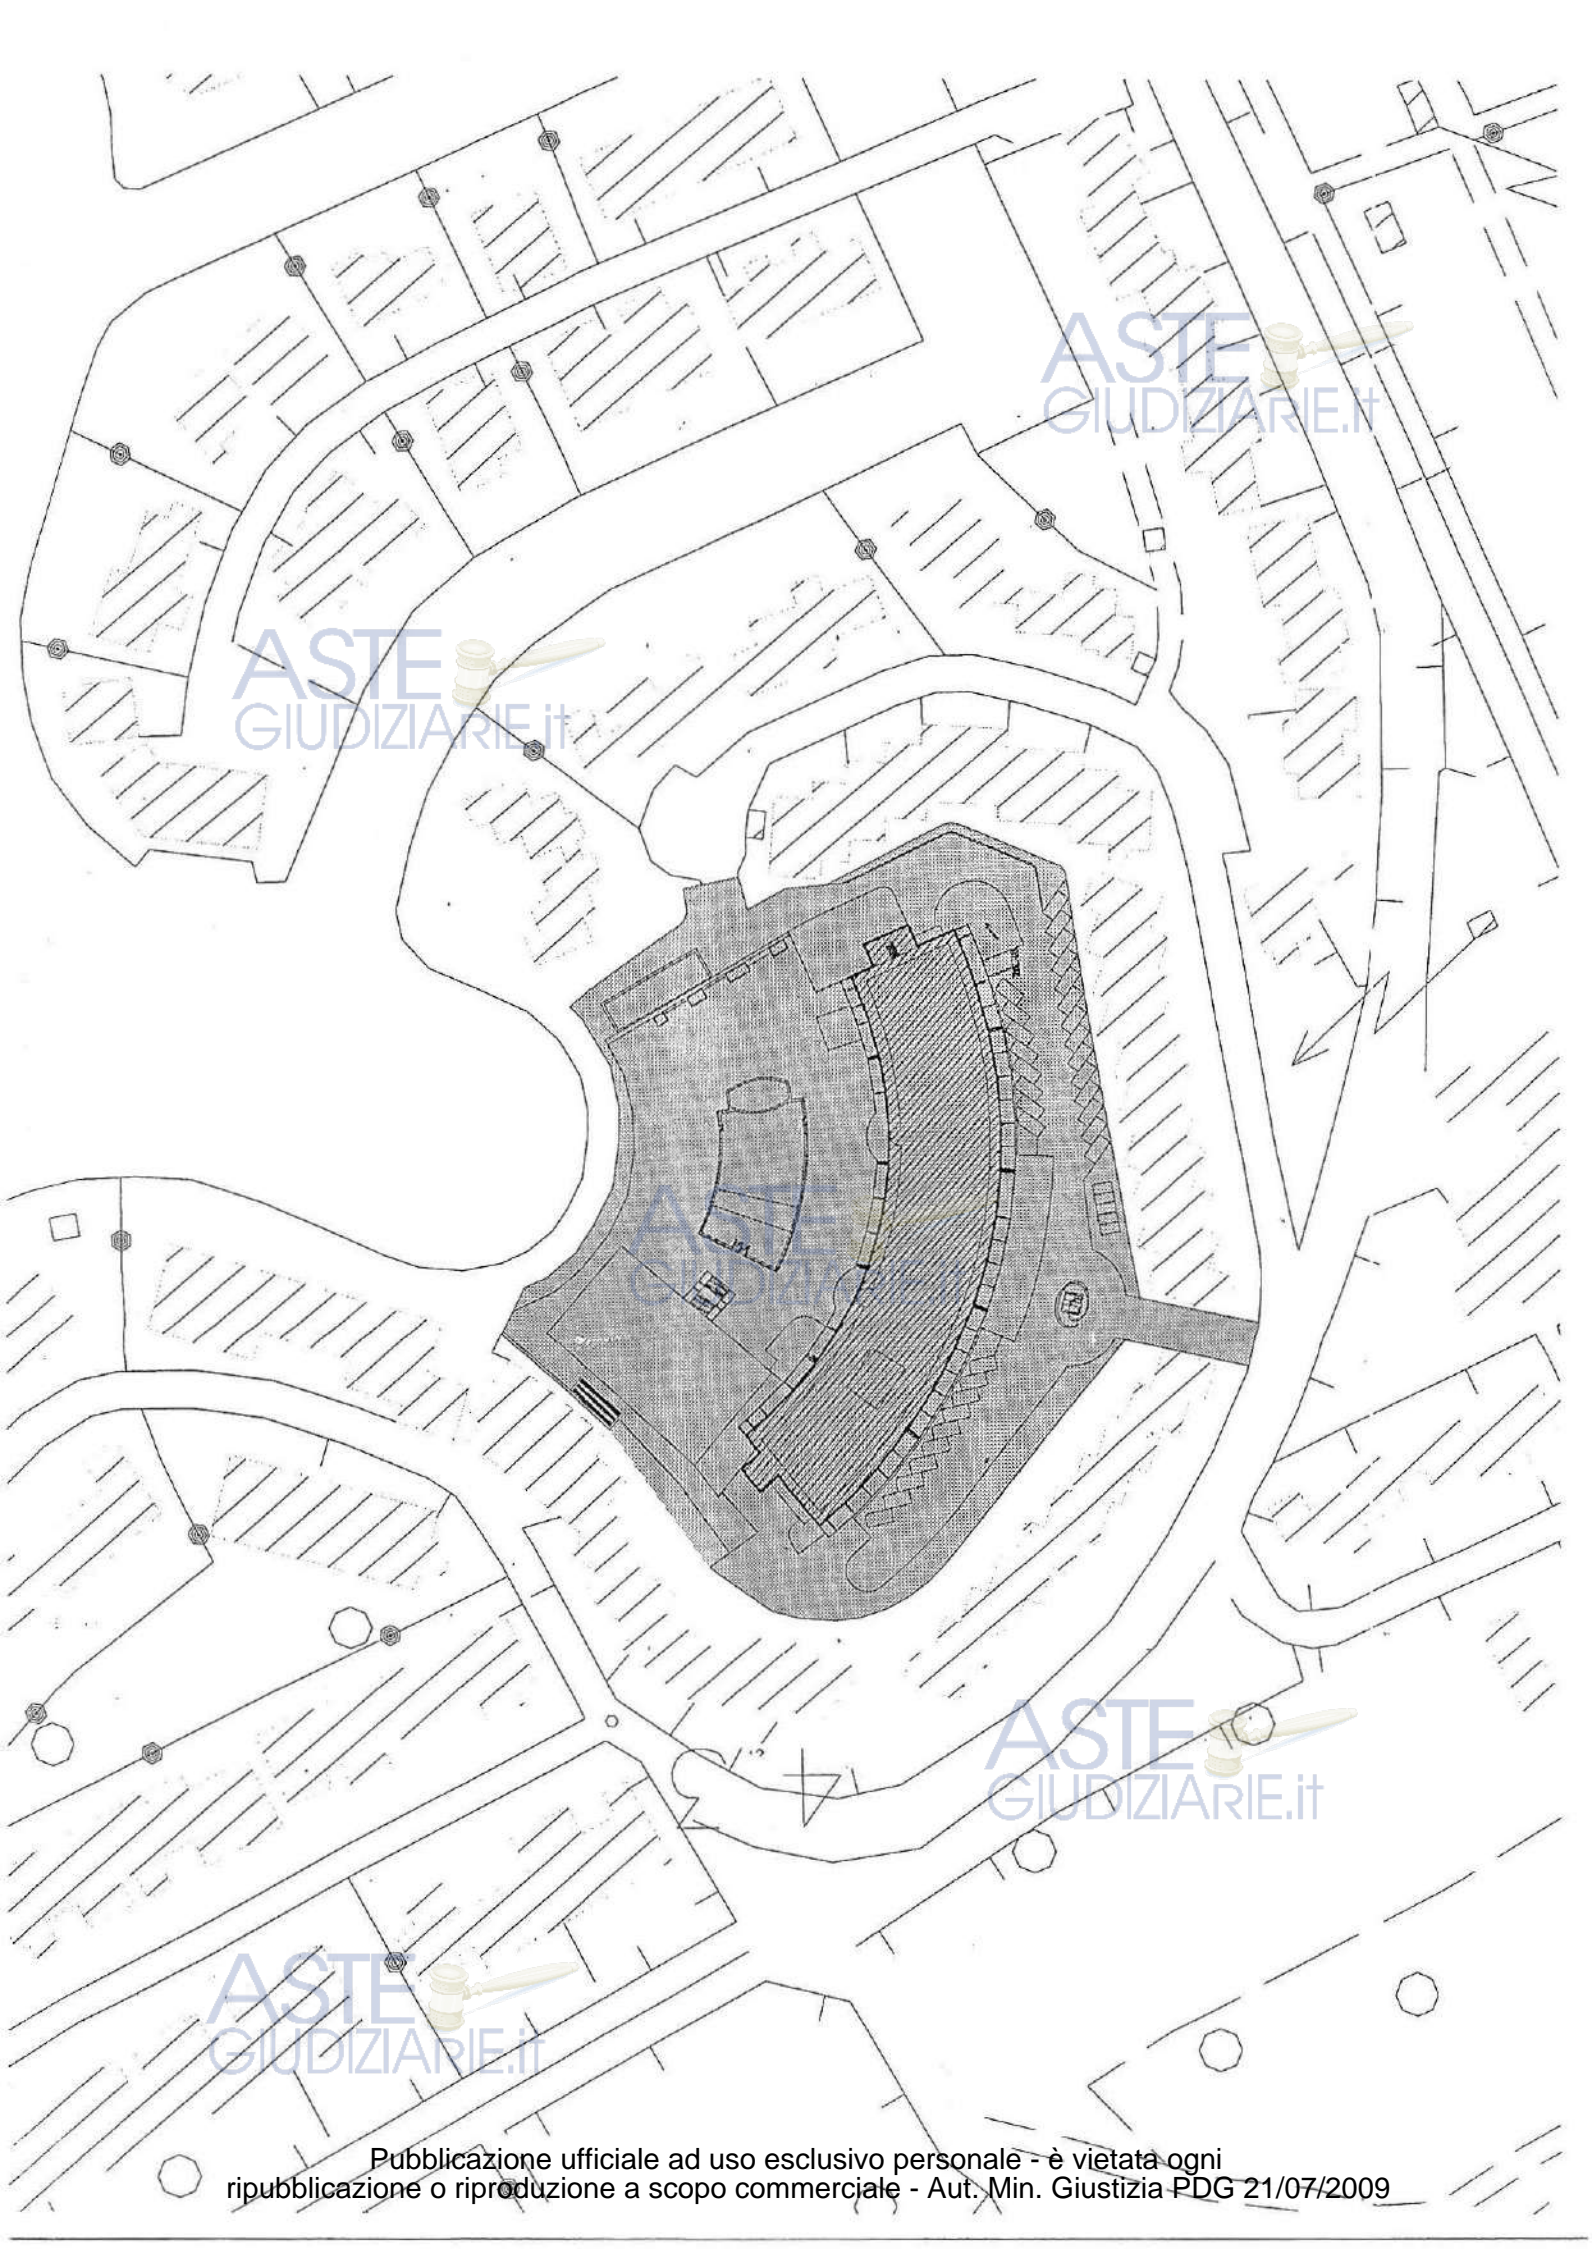 ASTE
GIUDIZIARIE.it
ASTE
GIUDIZIARIE.it
ASTE
GIUDIZIARIE.it
ASTE
GIUDIZIARIE.it
ASTE
GIUDIZIARIE.it
Pubblicazione ufficiale ad uso esclusivo personale - è vietata ogni
ripubblicazione o riproduzione a scopo commerciale - Aut. Min. Giustizia PDG 21/07/2009